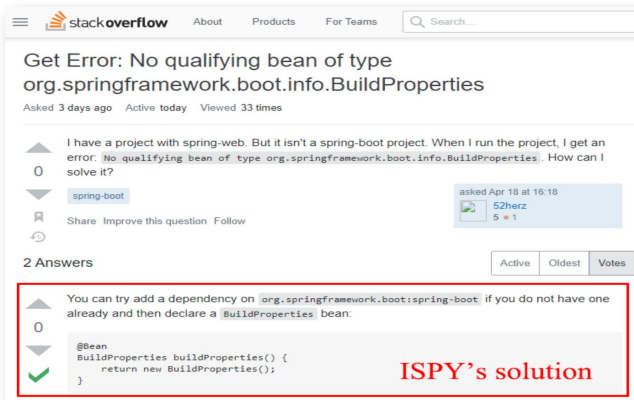 stackoverflow About Products For Teams Search...
Get Error: No qualifying bean of type
org.springframework.boot.info.BuildProperties
Asked 3 days ago Active today Viewed 33 times
I have a project with spring-web. But it isn't a spring-boot project. When I run the project, I get an
error: No qualifying bean of type org.springframework.boot.info.BuildProperties. How can I
0
solve it?
spring-boot
asked Apr 18 at 16:18
52herz
5 1
Share Improve this question Follow
2 Answers
Active Oldest Votes
You can try add a dependency on org.springframework.boot:spring-boot if you do not have one
already and then declare a BuildProperties bean:
0
@Bean
BuildProperties buildProperties() {
return new BuildProperties();
}
ISPY's solution